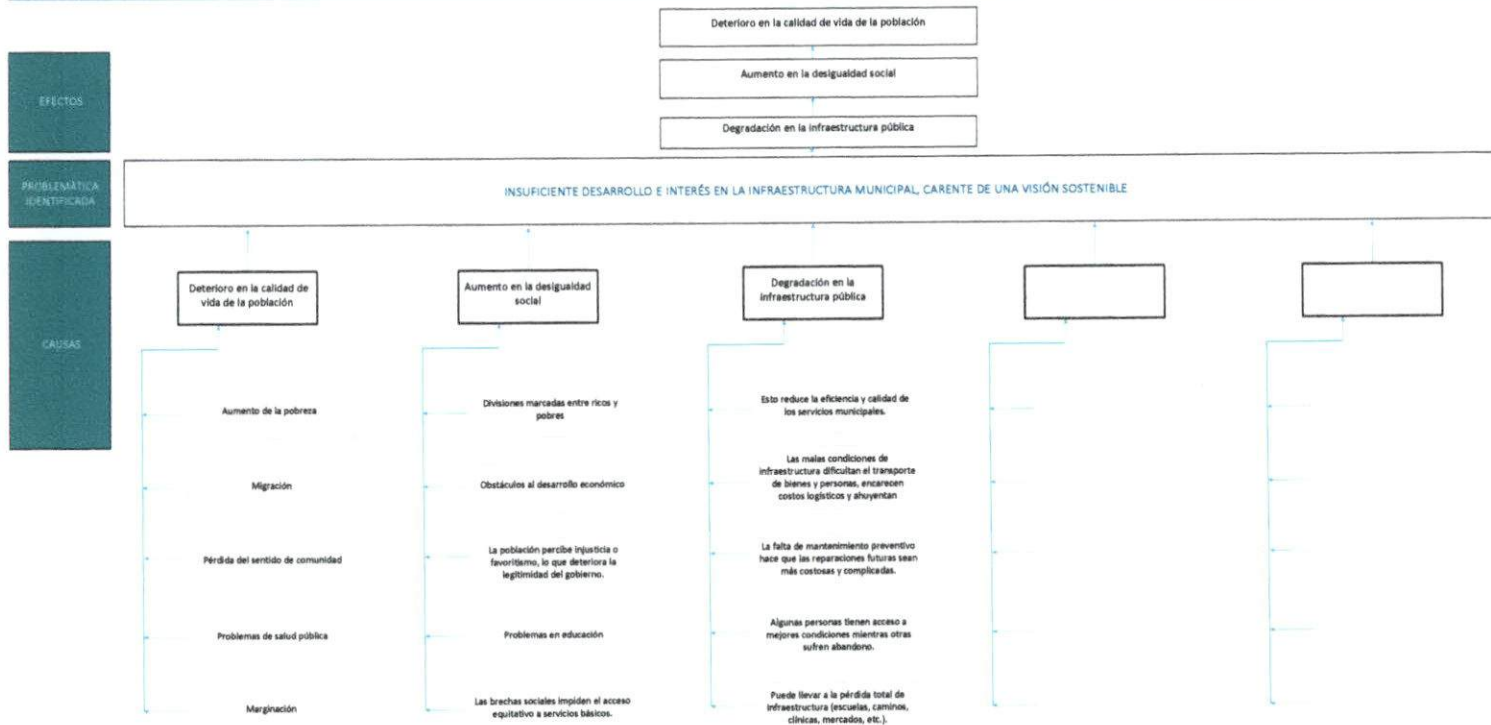 Deterioro en la calidad de vida de la población
Aumento en la desigualdad social
EFECTOS
Degradación en la infraestructura pública
PROBLEMÁTICA
IDENTIFICADA
INSUFICIENTE DESARROLLO E INTERÉS EN LA INFRAESTRUCTURA MUNICIPAL, CARENTE DE UNA VISIÓN SOSTENIBLE
CAUSAS
Deterioro en la calidad de
vida de la población
Aumento de la pobreza
Migración
Pérdida del sentido de comunidad
Problemas de salud pública
Marginación
Aumento en la desigualdad
social
Divisiones marcadas entre ricos y
pobres
Obstáculos al desarrollo económico
La población percibe injusticia o
favoritismo, lo que deteriora la
legitimidad del gobierno.
Problemas en educación
Las brechas sociales impiden el acceso
equitativo a servicios básicos.
Degradación en la
infraestructura pública
Esto reduce la eficiencia y calidad de
los servicios municipales.
Las malas condiciones de
infraestructura dificultan el transporte
de bienes y personas, encarecen
costos logísticos y ahuyentan
La falta de mantenimiento preventivo
hace que las reparaciones futuras sean
más costosas y complicadas.
Algunas personas tienen acceso a
mejores condiciones mientras otras
sufren abandono.
Puede llevar a la pérdida total de
infraestructura (escuelas, caminos,
clínicas, mercados, etc.).